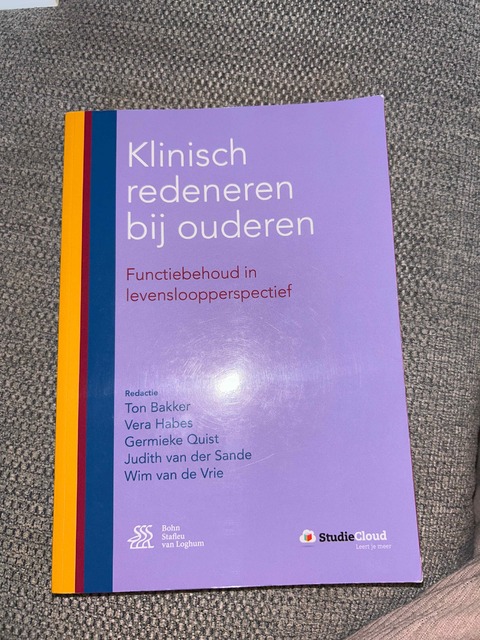 Klinisch
redeneren
bij ouderen
Functiebehoud in
levensloopperspectief
Redactie
Ton Bakker
Vera Habes
Germieke Quist
Judith van der Sande
Wim van de Vrie
Bohn
Stafleu
van Loghum
StudieCloud
Leert je meer